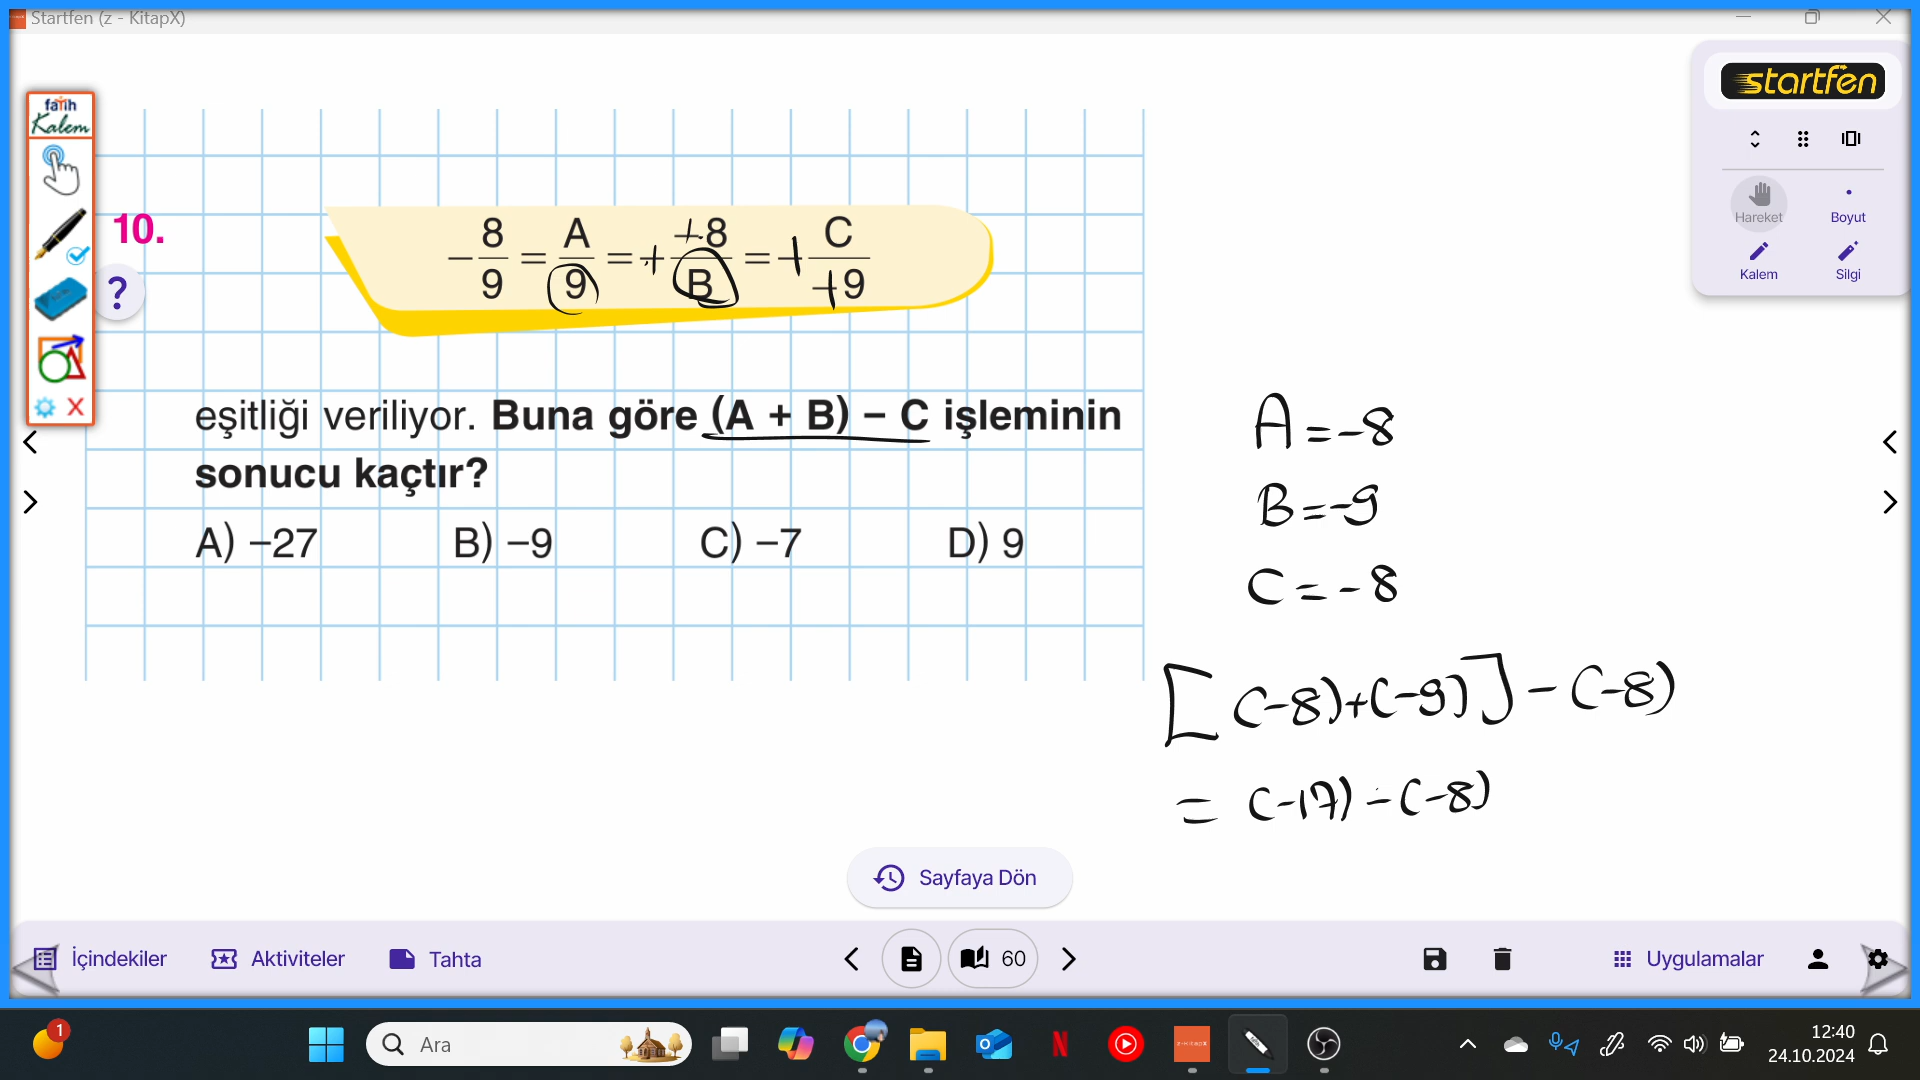 Startfen (z - KitapX)
fatih
Kalem
startfen
Hareket
Boyut
Kalem
Silgi
10.
?
- 8/9 = A/9 = + +8/B = + C/+9
eşitliği veriliyor. Buna göre (A + B) – C işleminin
sonucu kaçtır?
A) –27 B) –9 C) –7 D) 9
A = -8
B = -9
C = -8
[(-8)+(-9)] - (-8)
= (-17) - (-8)
Sayfaya Dön
İçindekiler
Aktiviteler
Tahta
60
Uygulamalar
1
Ara
z-KitapX
12:40
24.10.2024